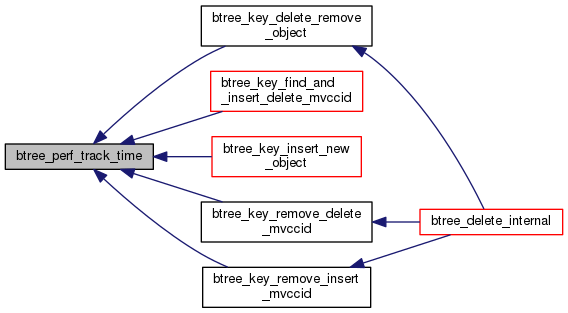 btree_key_delete_remove
_object
btree_key_find_and
_insert_delete_mvccid
btree_key_insert_new
_object
btree_perf_track_time
btree_key_remove_delete
_mvccid
btree_delete_internal
btree_key_remove_insert
_mvccid